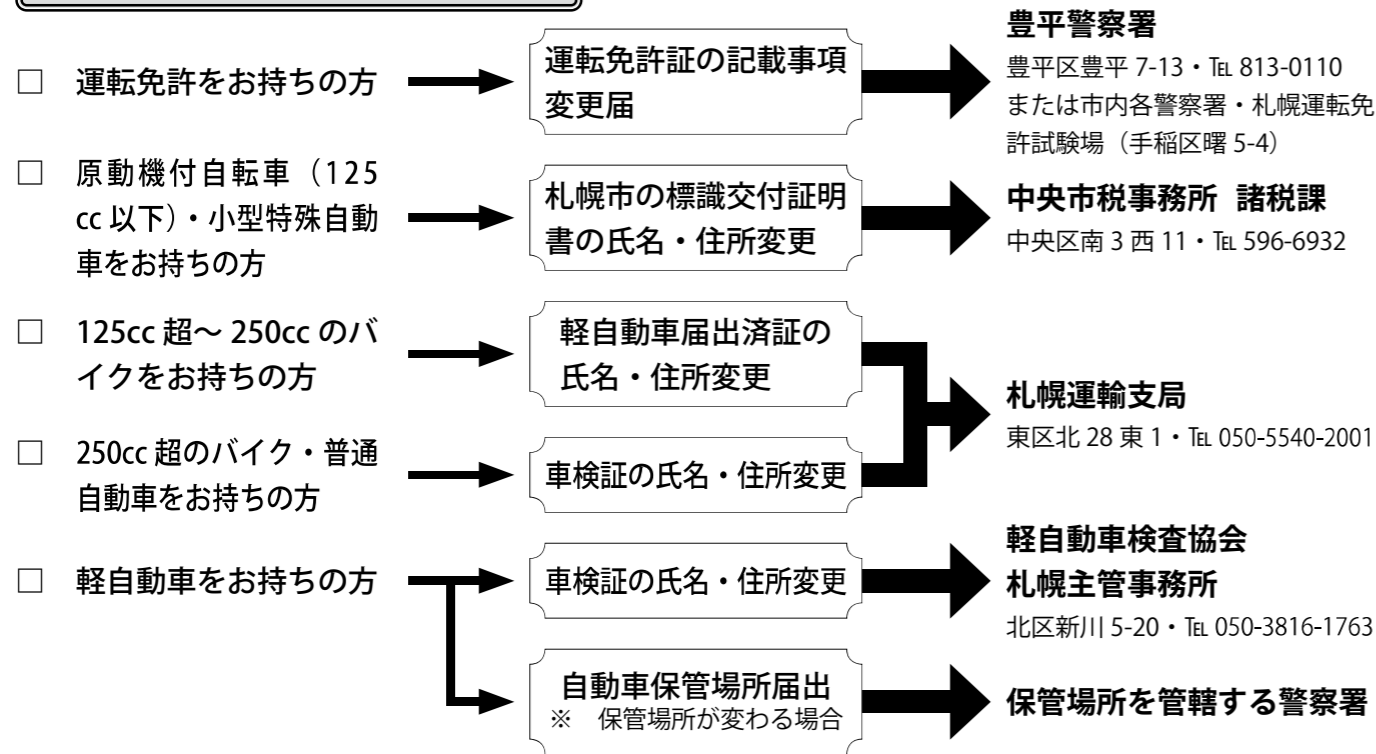 □ 運転免許をお持ちの方
運転免許証の記載事項
変更届
豊平警察署
豊平区豊平 7-13・℡ 813-0110
または市内各警察署・札幌運転免
許試験場（手稲区曙 5-4）
□ 原動機付自転車（125
cc 以下）・小型特殊自動
車をお持ちの方
札幌市の標識交付証明
書の氏名・住所変更
中央市税事務所 諸税課
中央区南 3 西 11・℡ 596-6932
□ 125cc 超～ 250cc のバ
イクをお持ちの方
軽自動車届出済証の
氏名・住所変更
□ 250cc 超のバイク・普通
自動車をお持ちの方
車検証の氏名・住所変更
札幌運輸支局
東区北 28 東 1・℡ 050-5540-2001
□ 軽自動車をお持ちの方
車検証の氏名・住所変更
軽自動車検査協会
札幌主管事務所
北区新川 5-20・℡ 050-3816-1763
自動車保管場所届出
※ 保管場所が変わる場合
保管場所を管轄する警察署